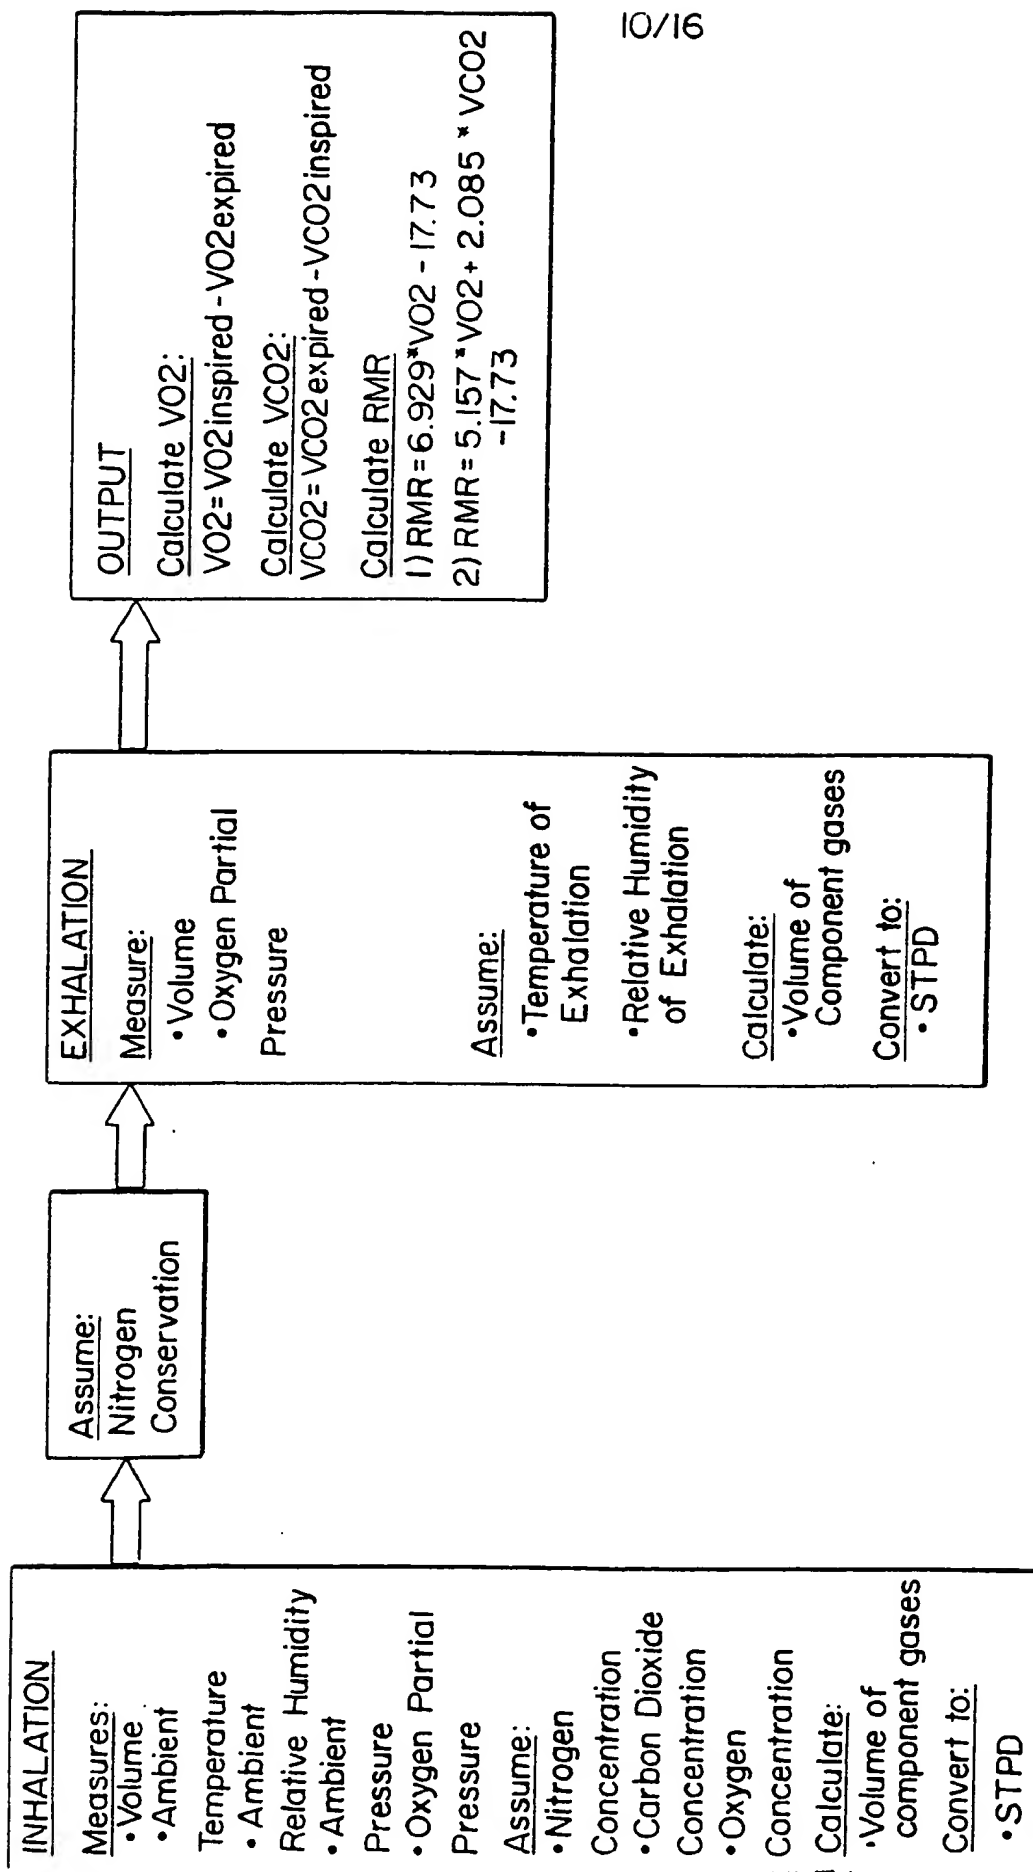 INHALATION
Measures:
•Volume
•Ambient
Temperature
• Ambient
Relative Humidity
•Ambient
Pressure
•Oxygen Partial
Pressure
Assume:
•Nitrogen
Concentration
•Carbon Dioxide
Concentration
•Oxygen
Concentration
Calculate:
•Volume of
component gases
Convert to:
•STPD
Assume:
Nitrogen
Conservation
EXHALATION
Measure:
•Volume
•Oxygen Partial
Pressure
Assume:
•Temperature of
Exhalation
•Relative Humidity
of Exhalation
Calculate:
•Volume of
Component gases
Convert to:
• STPD
OUTPUT
Calculate VO2:
VO2=VO2inspired-VO2expired
Calculate VCO2:
VCO2=VCO2expired-VCO2inspired
Calculate RMR
1)RMR=6.929*VO2-17.73
2)RMR=5.157*VO2+2.085*VCO2
-17.73
10/16